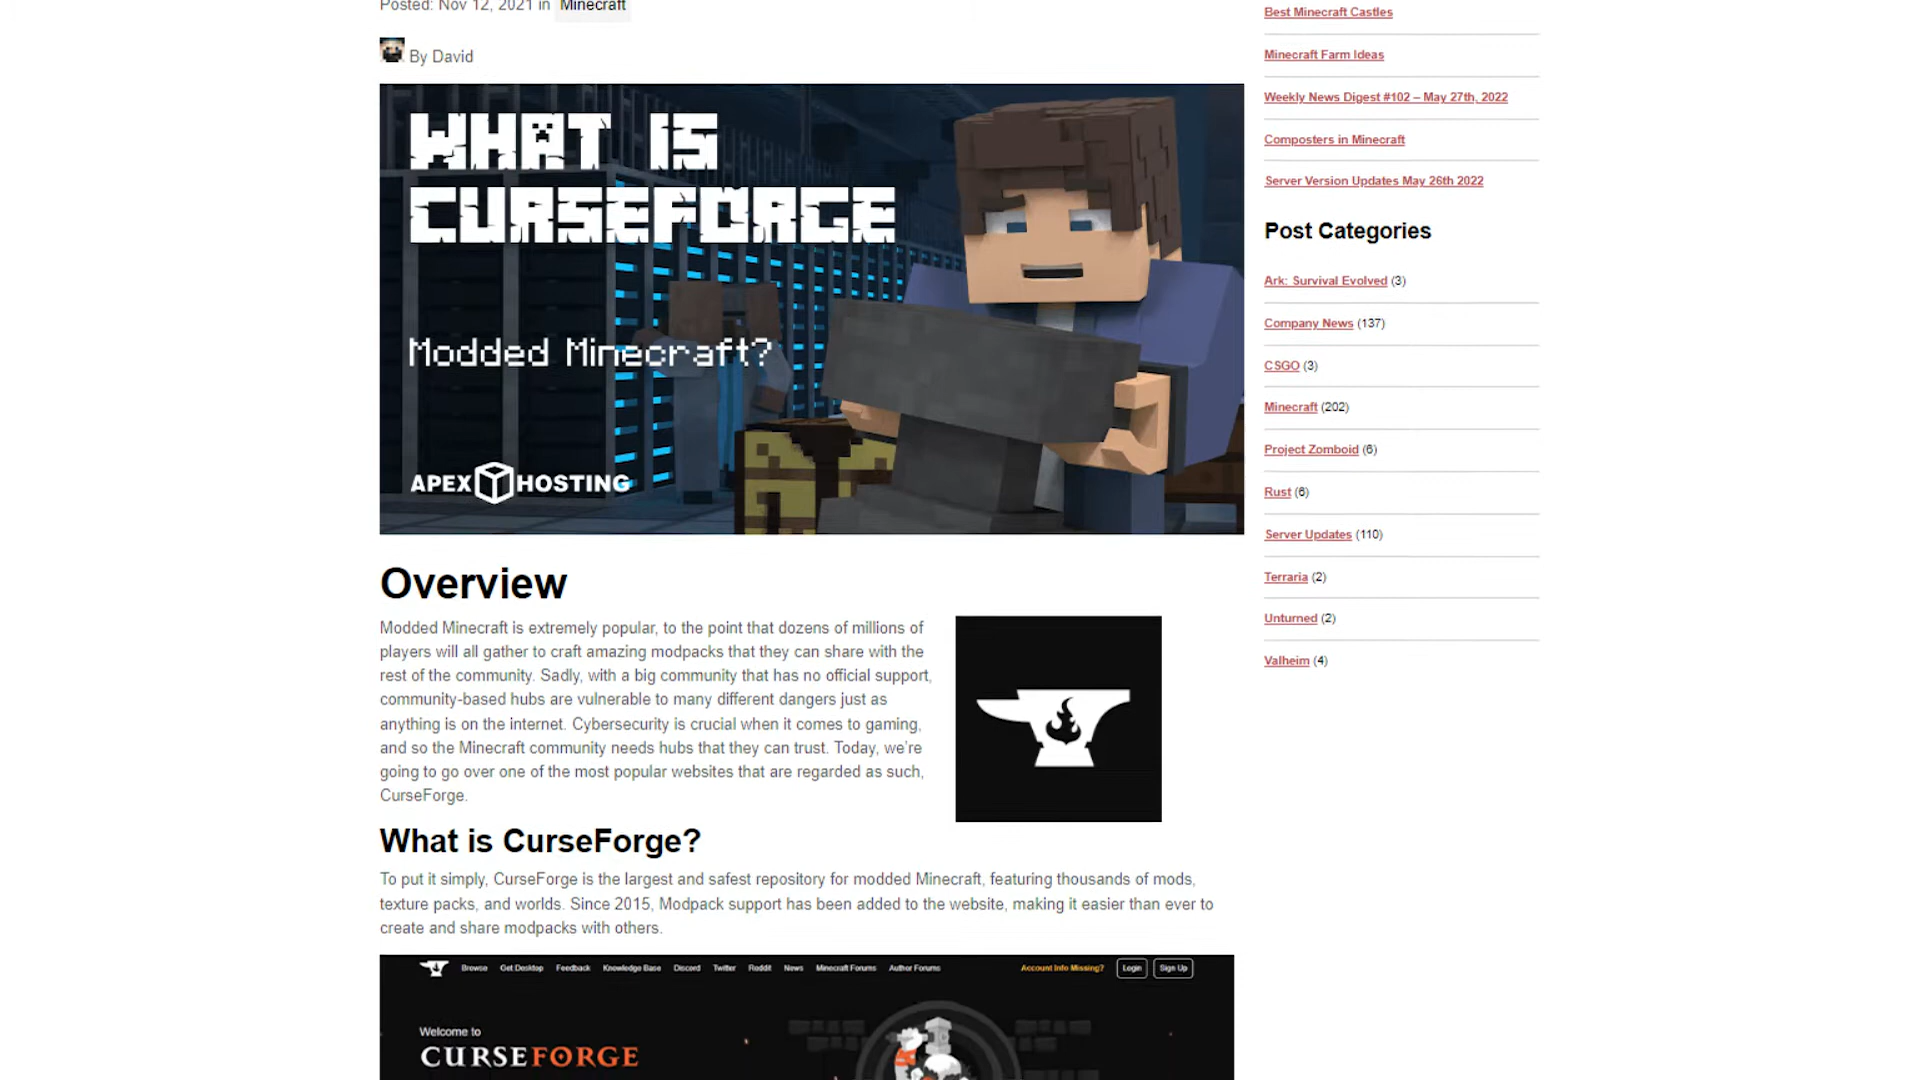 Posted: Nov 12, 2021 in Minecraft
By David
WHAT IS
CURSEFORGE
Modded Minecraft?
APEX HOSTING
Overview
Modded Minecraft is extremely popular, to the point that dozens of millions of
players will all gather to craft amazing modpacks that they can share with the
rest of the community. Sadly, with a big community that has no official support,
community-based hubs are vulnerable to many different dangers just as
anything is on the internet. Cybersecurity is crucial when it comes to gaming,
and so the Minecraft community needs hubs that they can trust. Today, we're
going to go over one of the most popular websites that are regarded as such,
CurseForge.
What is CurseForge?
To put it simply, CurseForge is the largest and safest repository for modded Minecraft, featuring thousands of mods,
texture packs, and worlds. Since 2015, Modpack support has been added to the website, making it easier than ever to
create and share modpacks with others.
Browse Get Desktop Feedback Knowledge Base Discord Twitter Reddit News Minecraft Forums Author Forums Account Info Missing? Login Sign Up
Welcome to
CURSEFORGE
Best Minecraft Castles
Minecraft Farm Ideas
Weekly News Digest #102 – May 27th, 2022
Composters in Minecraft
Server Version Updates May 26th 2022
Post Categories
Ark: Survival Evolved (3)
Company News (137)
CSGO (3)
Minecraft (202)
Project Zomboid (6)
Rust (6)
Server Updates (110)
Terraria (2)
Unturned (2)
Valheim (4)